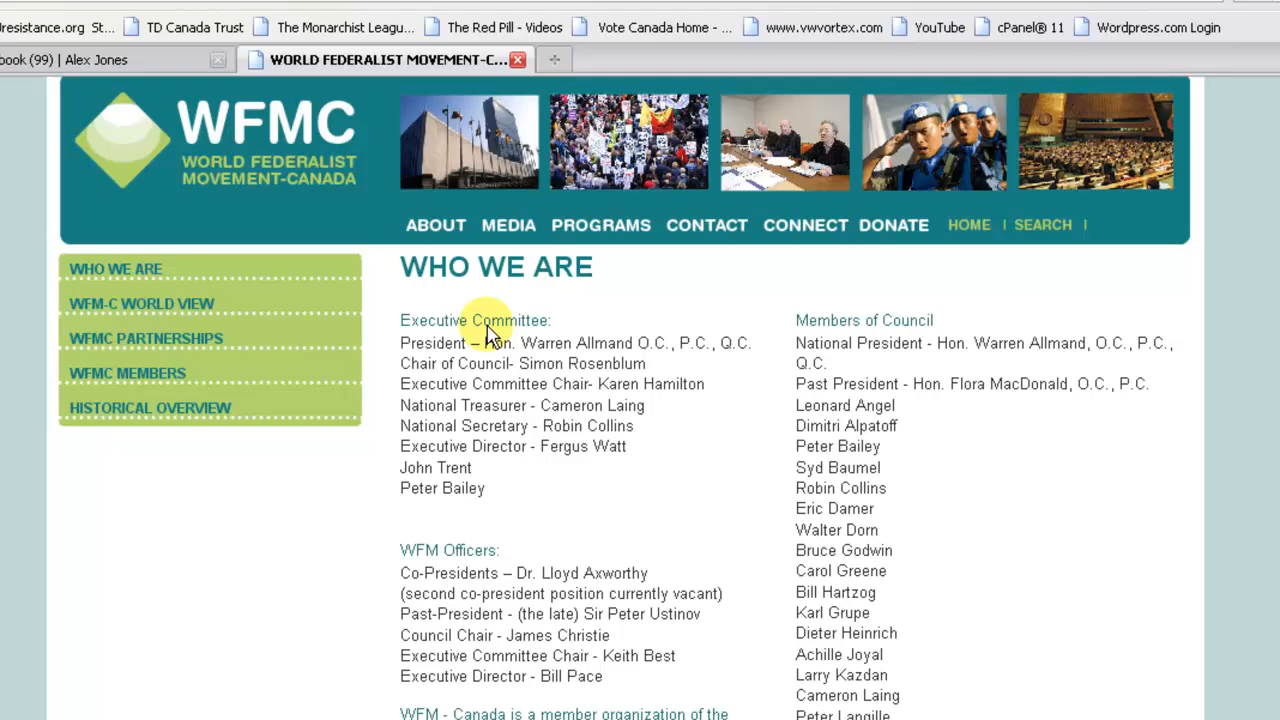 resistance.org St...
TD Canada Trust
The Monarchist Leagu...
The Red Pill - Videos
Vote Canada Home - ...
www.vwvortex.com
YouTube
cPanel® 11
Wordpress.com Login
book (99) | Alex Jones
WORLD FEDERALIST MOVEMENT-C...
WFMC
WORLD FEDERALIST
MOVEMENT-CANADA
ABOUT MEDIA PROGRAMS CONTACT CONNECT DONATE HOME | SEARCH |
WHO WE ARE
WFM-C WORLD VIEW
WFMC PARTNERSHIPS
WFMC MEMBERS
HISTORICAL OVERVIEW
WHO WE ARE
Executive Committee:
President – Hon. Warren Allmand O.C., P.C., Q.C.
Chair of Council- Simon Rosenblum
Executive Committee Chair- Karen Hamilton
National Treasurer - Cameron Laing
National Secretary - Robin Collins
Executive Director - Fergus Watt
John Trent
Peter Bailey
WFM Officers:
Co-Presidents – Dr. Lloyd Axworthy
(second co-president position currently vacant)
Past-President - (the late) Sir Peter Ustinov
Council Chair - James Christie
Executive Committee Chair - Keith Best
Executive Director - Bill Pace
WFM - Canada is a member organization of the
Members of Council
National President - Hon. Warren Allmand, O.C., P.C.,
Q.C.
Past President - Hon. Flora MacDonald, O.C., P.C.
Leonard Angel
Dimitri Alpatoff
Peter Bailey
Syd Baumel
Robin Collins
Eric Damer
Walter Dorn
Bruce Godwin
Carol Greene
Bill Hartzog
Karl Grupe
Dieter Heinrich
Achille Joyal
Larry Kazdan
Cameron Laing
Peter Langille